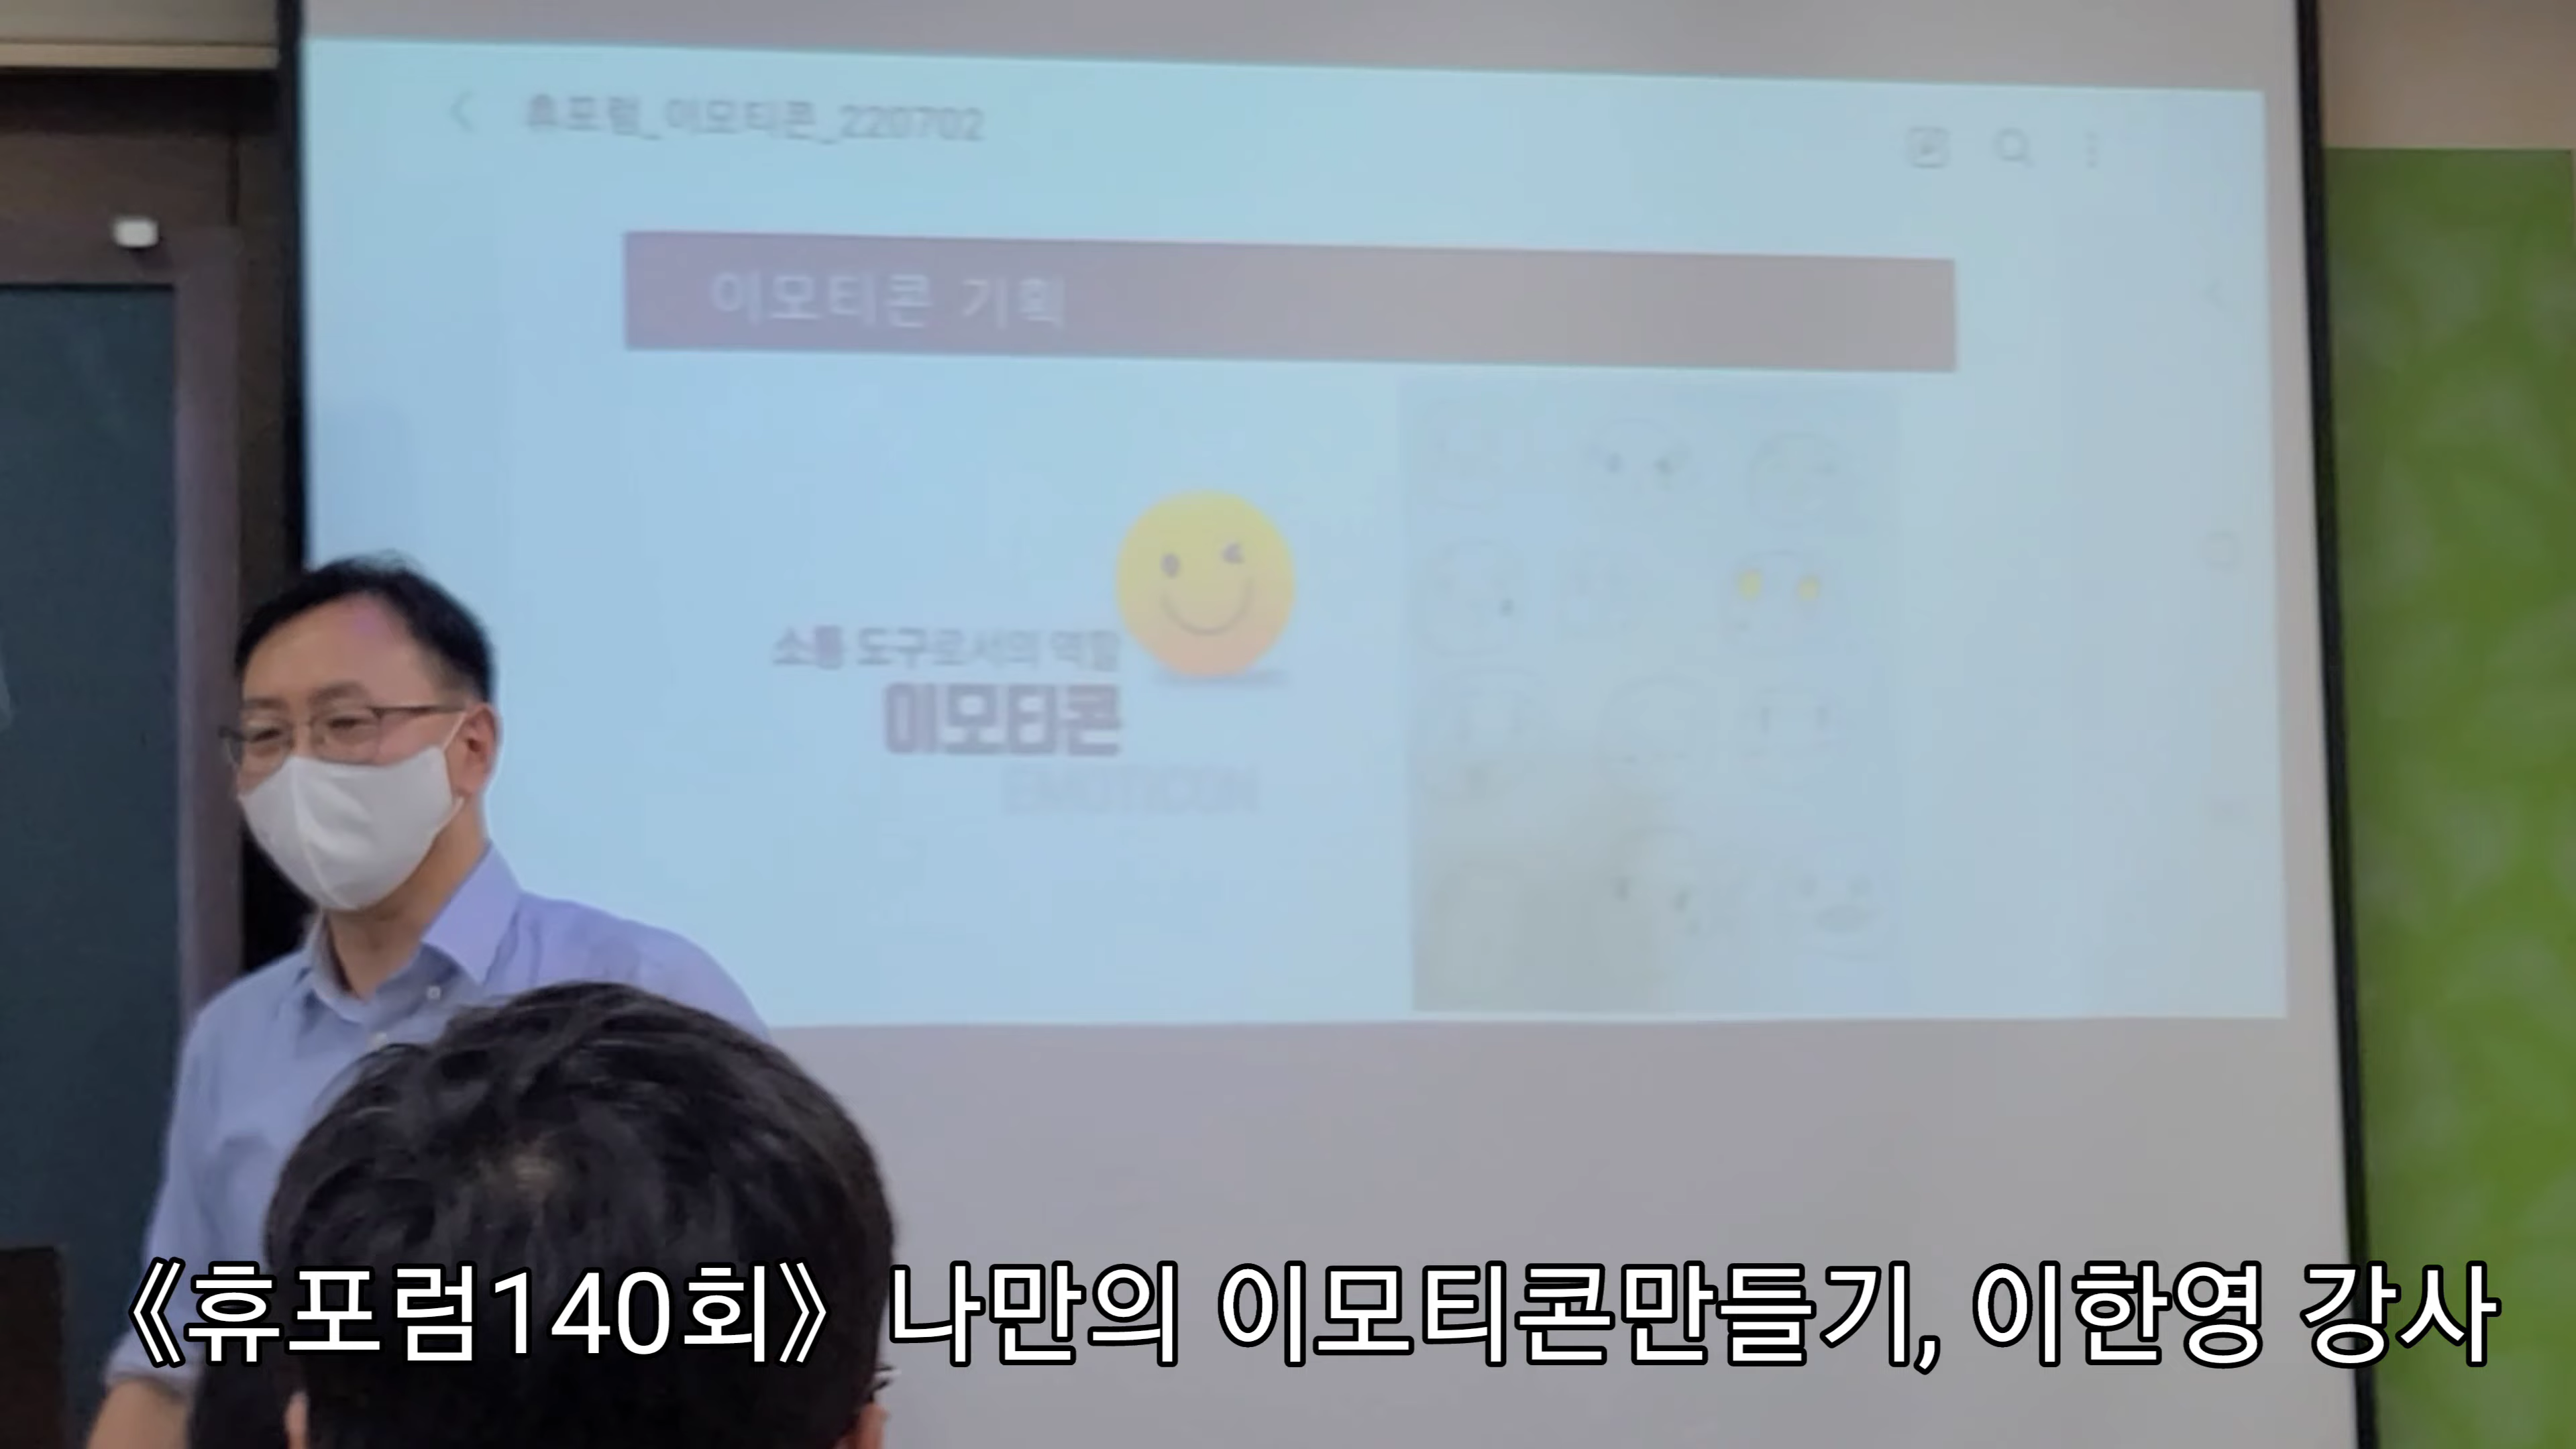 휴포럼_이모티콘_220702
이모티콘 기획
소통 도구로서의 역할
이모티콘
EMOTICON
《휴포럼140회》 나만의 이모티콘만들기, 이한영 강사